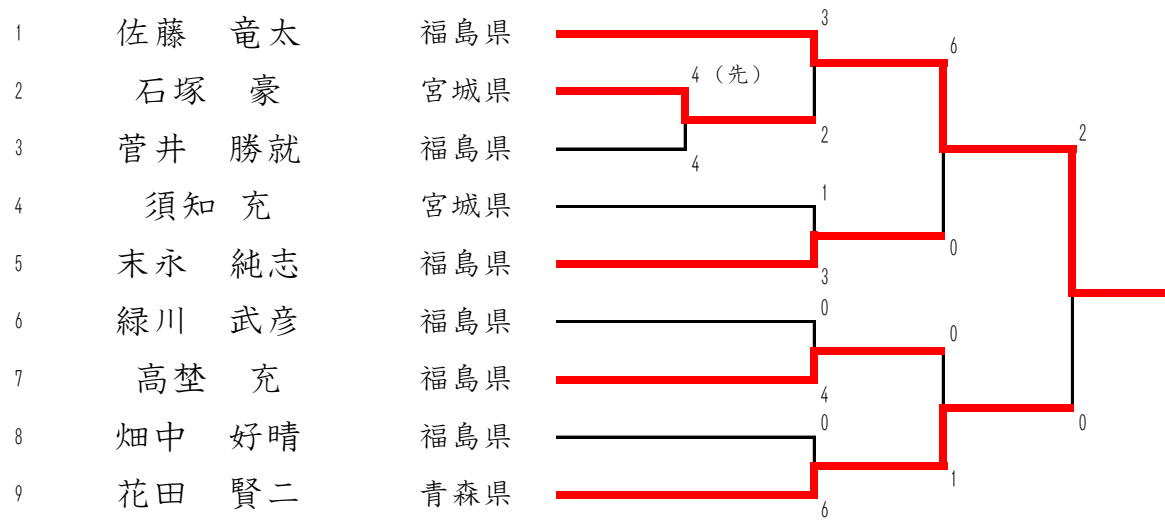 1 佐藤 竜太 福島県 3
6
2 石塚 豪 宮城県 4（先）
2 2
3 菅井 勝就 福島県 4
4 須知 充 宮城県 1
0
5 末永 純志 福島県 3
6 緑川 武彦 福島県 0
0
7 高埜 充 福島県 4
8 畑中 好晴 福島県 0 0
1
9 花田 賢二 青森県 6